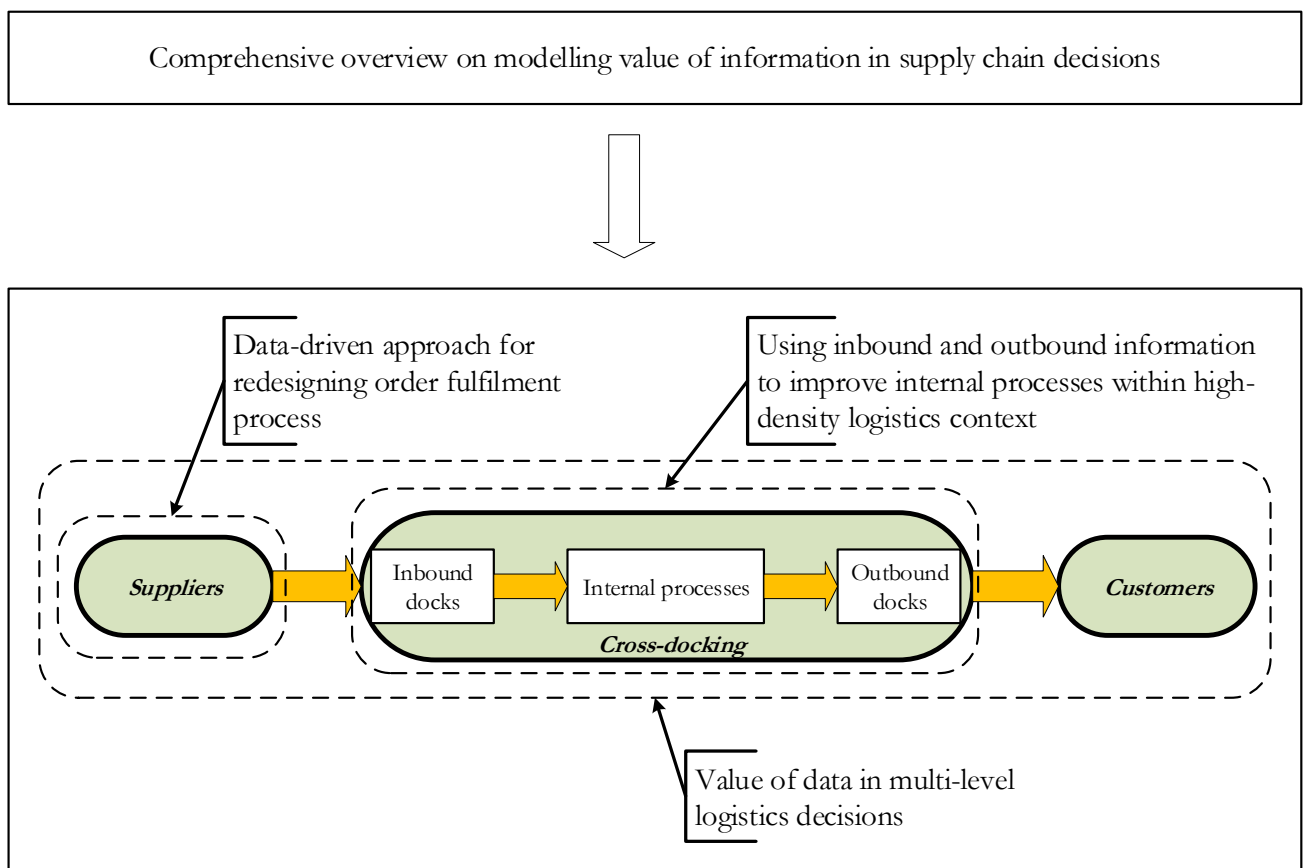 Comprehensive overview on modelling value of information in supply chain decisions
Data-driven approach for
redesigning order fulfilment
process
Using inbound and outbound information
to improve internal processes within high-
density logistics context
Suppliers
Inbound
docks
Internal processes
Outbound
docks
Cross-docking
Customers
Value of data in multi-level
logistics decisions